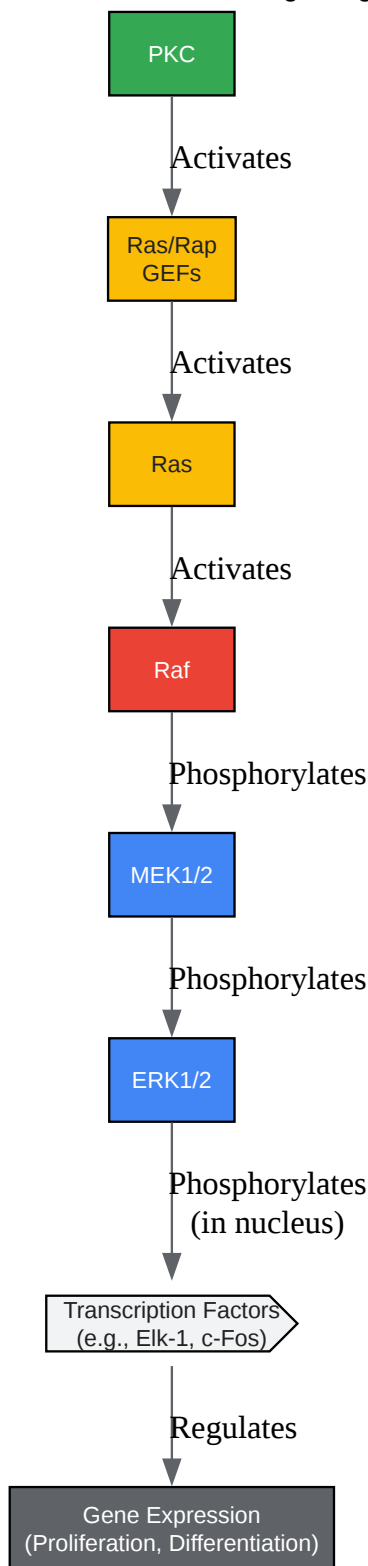 PKC
Activates
Ras/Rap
GEFs
Activates
Ras
Activates
Raf
Phosphorylates
MEK1/2
Phosphorylates
ERK1/2
Phosphorylates
(in nucleus)
Transcription Factors
(e.g., Elk-1, c-Fos)
Regulates
Gene Expression
(Proliferation, Differentiation)